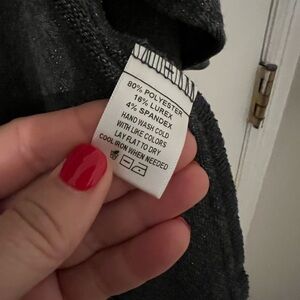 80% POLYESTER
16% LUREX
4% SPANDEX
HAND WASH COLD
WITH LIKE COLORS
LAY FLAT TO DRY
COOL IRON WHEN NEEDED